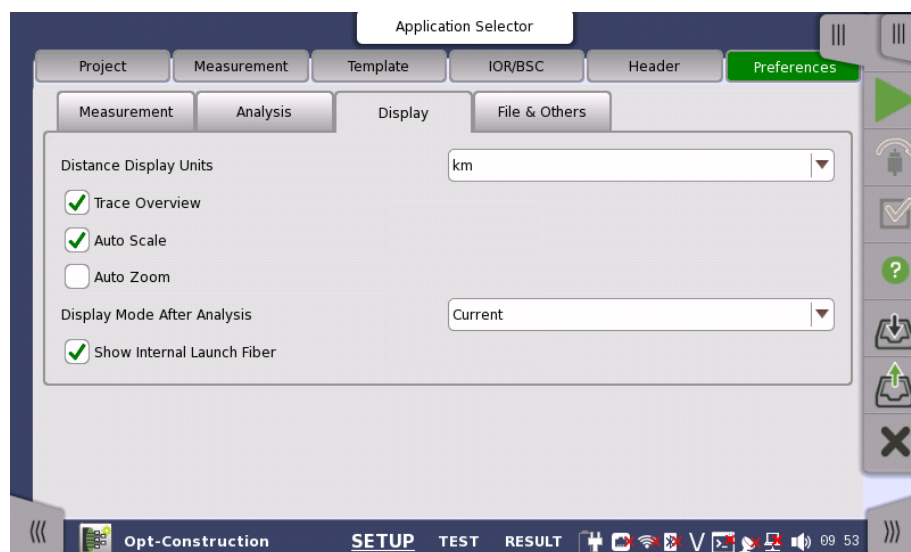 Application Selector
Project Measurement Template IOR/BSC Header Preferences
Measurement Analysis Display File & Others
Distance Display Units km
Trace Overview
Auto Scale
Auto Zoom
Display Mode After Analysis Current
Show Internal Launch Fiber
Opt-Construction SETUP TEST RESULT V 09 53